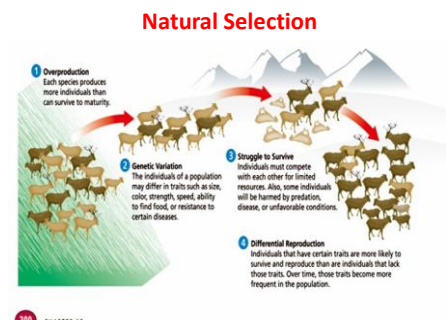 Natural Selection
1 Overproduction
Each species produces
more individuals than
can survive to maturity.
2 Genetic Variation
The individuals of a population
may differ in traits such as size,
color, strength, speed, ability
to find food, or resistance to
certain diseases.
3 Struggle to Survive
Individuals must compete
with each other for limited
resources. Also, some individuals
will be harmed by predation,
disease, or unfavorable conditions.
4 Differential Reproduction
Individuals that have certain traits are more likely to
survive and reproduce than are individuals that lack
those traits. Over time, those traits become more
frequent in the population.